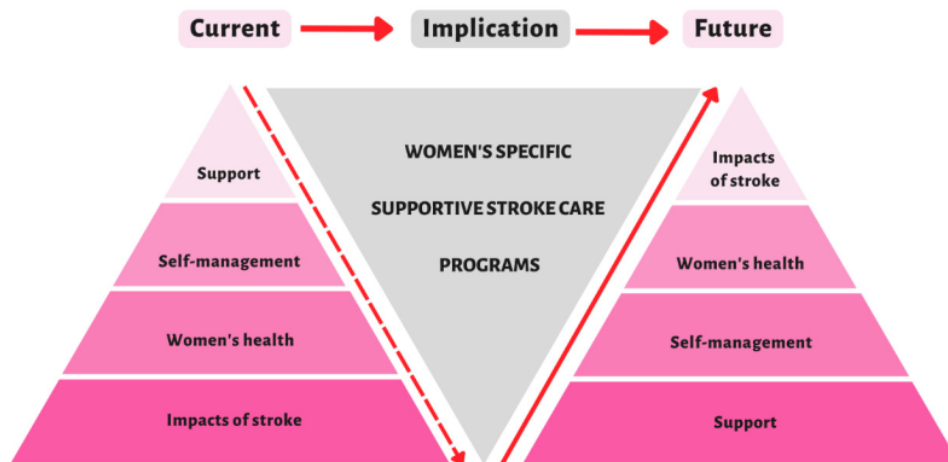 Current
Implication
Future
Support
Self-management
Women's health
Impacts of stroke
WOMEN'S SPECIFIC
SUPPORTIVE STROKE CARE
PROGRAMS
Impacts
of stroke
Women's health
Self-management
Support